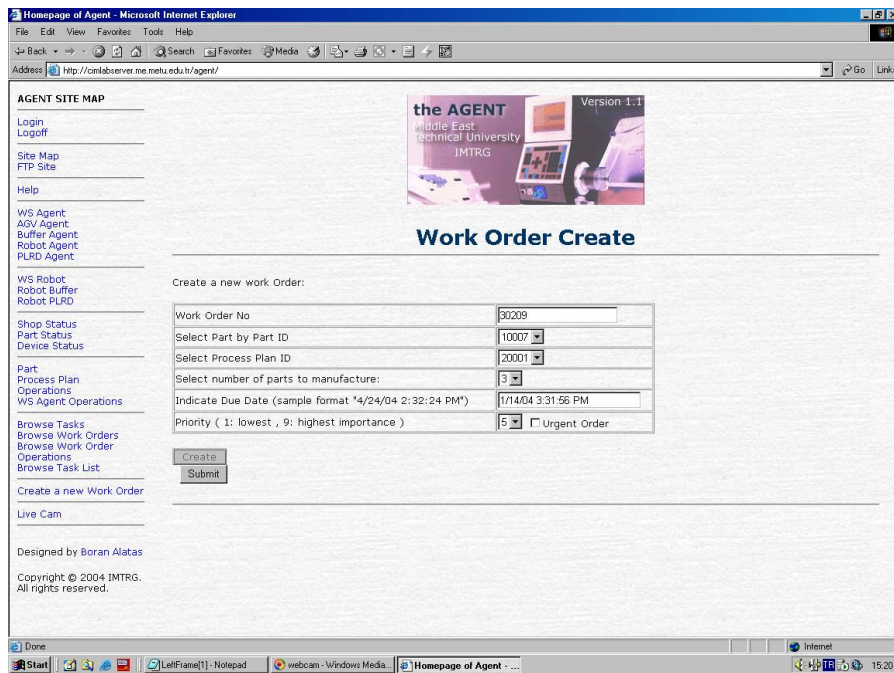 Homepage of Agent - Microsoft Internet Explorer
File Edit View Favorites Tools Help
Back Search Favorites Media
Address http://cimlabserver.me.metu.edu.tr/agent/ Go Links
AGENT SITE MAP
Login
Logoff
Site Map
FTP Site
Help
WS Agent
AGV Agent
Buffer Agent
Robot Agent
PLRD Agent
WS Robot
Robot Buffer
Robot PLRD
Shop Status
Part Status
Device Status
Part
Process Plan
Operations
WS Agent Operations
Browse Tasks
Browse Work Orders
Browse Work Order
Operations
Browse Task List
Create a new Work Order
Live Cam
Designed by Boran Alatas
Copyright © 2004 IMTRG.
All rights reserved.
the AGENT
Version 1.1
Middle East
Technical University
IMTRG
Work Order Create
Create a new work Order:
Work Order No 30209
Select Part by Part ID 10007
Select Process Plan ID 20001
Select number of parts to manufacture: 3
Indicate Due Date (sample format "4/24/04 2:32:24 PM") 1/14/04 3:31:56 PM
Priority ( 1: lowest , 9: highest importance ) 5 Urgent Order
Create
Submit
Done Internet
Start LeftFrame[1] - Notepad webcam - Windows Media... Homepage of Agent - ... TR 15:20